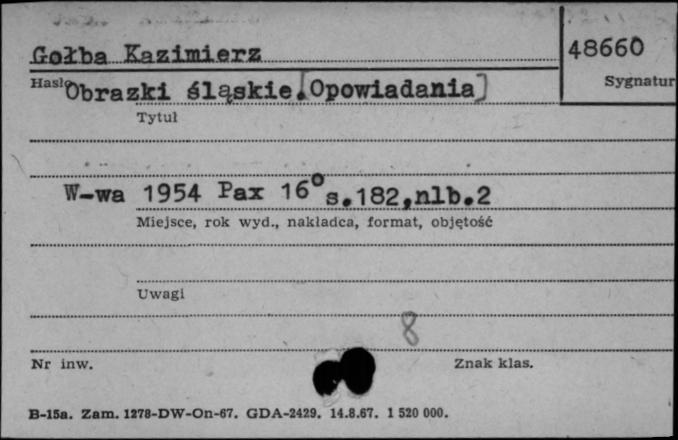 Gołba Kazimierz
48660
Hasło
Sygnatur
Obrazki śląskie.[Opowiadania]
Tytuł
W-wa 1954 Pax 16° s.182,nlb.2
Miejsce, rok wyd., nakładca, format, objętość
Uwagi
8
Nr inw.
Znak klas.
B-15a. Zam. 1278-DW-On-67. GDA-2429. 14.8.67. 1 520 000.